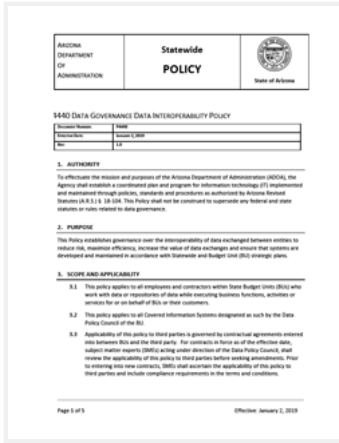 ARIZONA
DEPARTMENT
OF
ADMINISTRATION
Statewide
POLICY
State of Arizona
1440 DATA GOVERNANCE DATA INTEROPERABILITY POLICY
DOCUMENT NUMBER: P4440
EFFECTIVE DATE: January 2, 2019
REV: 1.0
1. AUTHORITY
To effectuate the mission and purposes of the Arizona Department of Administration (ADOA), the
Agency shall establish a coordinated plan and program for information technology (IT) implemented
and maintained through policies, standards and procedures as authorized by Arizona Revised
Statutes (A.R.S.) § 18-104. This Policy shall not be construed to supersede any federal and state
statutes or rules related to data governance.
2. PURPOSE
This Policy establishes governance over the interoperability of data exchanged between entities to
reduce risk, maximize efficiency, increase the value of data exchanges and ensure that systems are
developed and maintained in accordance with Statewide and Budget Unit (BU) strategic plans.
3. SCOPE AND APPLICABILITY
3.1 This policy applies to all employees and contractors within State Budget Units (BUs) who
work with data or repositories of data while executing business functions, activities or
services for or on behalf of BUs or their customers.
3.2 This policy applies to all Covered Information Systems designated as such by the Data
Policy Council of the BU.
3.3 Applicability of this policy to third parties is governed by contractual agreements entered
into between BUs and the third party. For contracts in force as of the effective date,
subject matter experts (SMEs) acting under direction of the Data Policy Council, shall
review the applicability of this policy to third parties before seeking amendments. Prior
to entering into new contracts, SMEs shall ascertain the applicability of this policy to
third parties and include compliance requirements in the terms and conditions.
Page 1 of 5
Effective: January 2, 2019